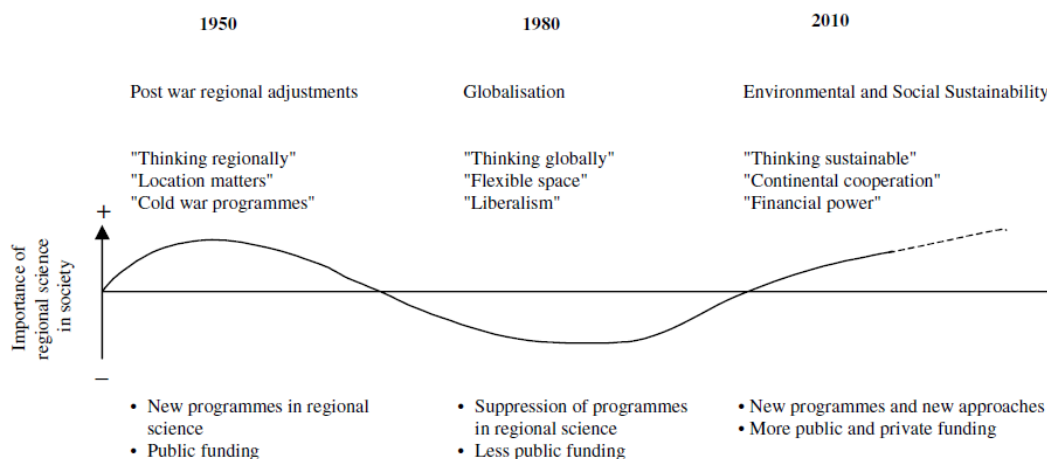 1950
1980
2010
Post war regional adjustments
Globalisation
Environmental and Social Sustainability
"Thinking regionally"
"Location matters"
"Cold war programmes"
"Thinking globally"
"Flexible space"
"Liberalism"
"Thinking sustainable"
"Continental cooperation"
"Financial power"
+
Importance of
regional science
in society
–
• New programmes in regional
science
• Public funding
• Suppression of programmes
in regional science
• Less public funding
• New programmes and new approaches
• More public and private funding